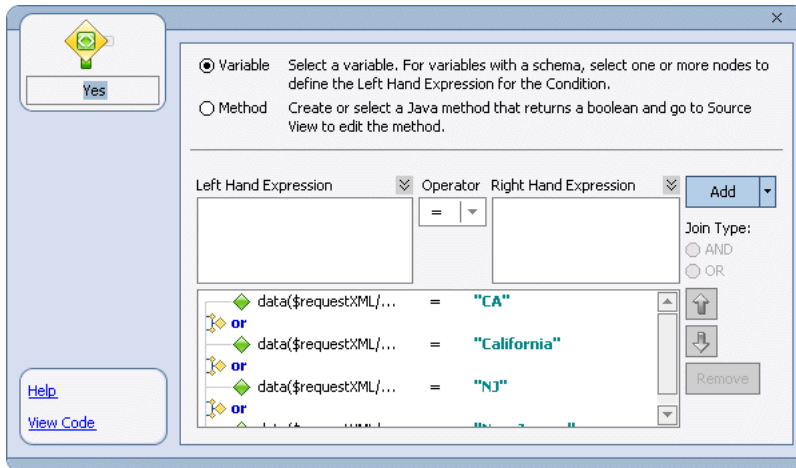 Yes
Variable Select a variable. For variables with a schema, select one or more nodes to
define the Left Hand Expression for the Condition.
Method Create or select a Java method that returns a boolean and go to Source
View to edit the method.
Left Hand Expression Operator Right Hand Expression Add
=
Join Type:
AND
OR
data($requestXML/... = "CA"
or
data($requestXML/... = "California"
or
data($requestXML/... = "NJ"
or
Remove
Help
View Code